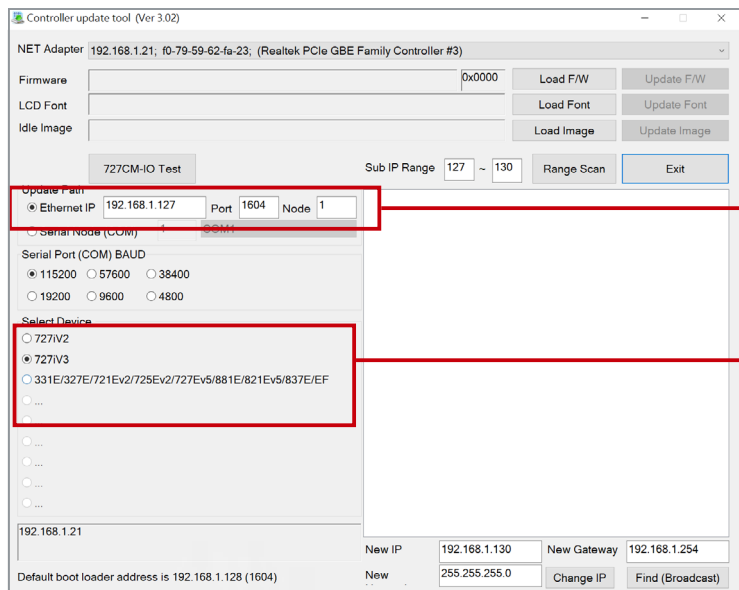 Controller update tool (Ver 3.02)
NET Adapter 192.168.1.21; f0-79-59-62-fa-23; (Realtek PCIe GBE Family Controller #3)
Firmware 0x0000 Load F/W Update F/W
LCD Font Load Font Update Font
Idle Image Load Image Update Image
727CM-IO Test Sub IP Range 127 ~ 130 Range Scan Exit
Update Path
Ethernet IP 192.168.1.127 Port 1604 Node 1
Serial Node (COM) 1 COM1
Serial Port (COM) BAUD
115200 57600 38400
19200 9600 4800
Select Device
727iV2
727iV3
331E/327E/721Ev2/725Ev2/727Ev5/881E/821Ev5/837E/EF
...
...
...
...
...
192.168.1.21
New IP 192.168.1.130 New Gateway 192.168.1.254
Default boot loader address is 192.168.1.128 (1604) New 255.255.255.0 Change IP Find (Broadcast)